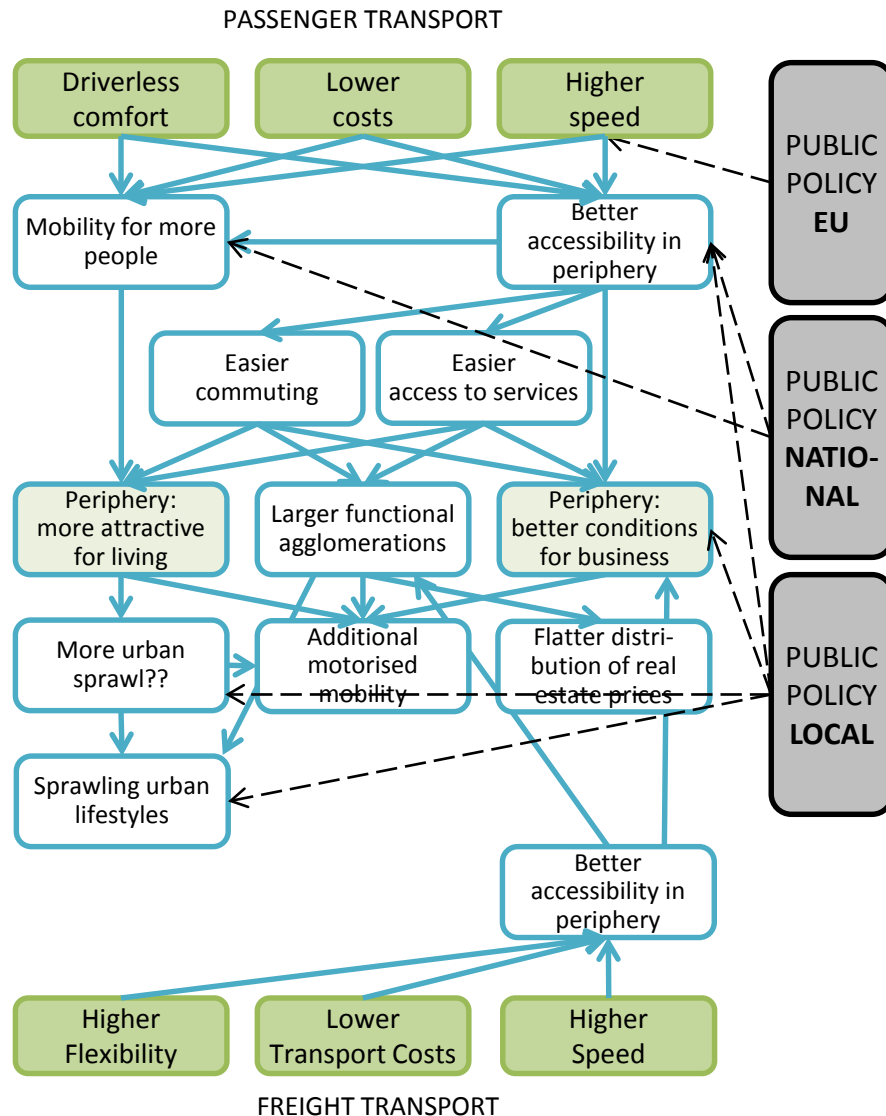 PASSENGER TRANSPORT
Driverless
comfort
Lower
costs
Higher
speed
PUBLIC
POLICY
EU
Mobility for more
people
Better
accessibility in
periphery
Easier
commuting
Easier
access to services
PUBLIC
POLICY
NATIO-
NAL
Periphery:
more attractive
for living
Larger functional
agglomerations
Periphery:
better conditions
for business
More urban
sprawl??
Additional
motorised
mobility
Flatter distri-
bution of real
estate prices
PUBLIC
POLICY
LOCAL
Sprawling urban
lifestyles
Better
accessibility in
periphery
Higher
Flexibility
Lower
Transport Costs
Higher
Speed
FREIGHT TRANSPORT